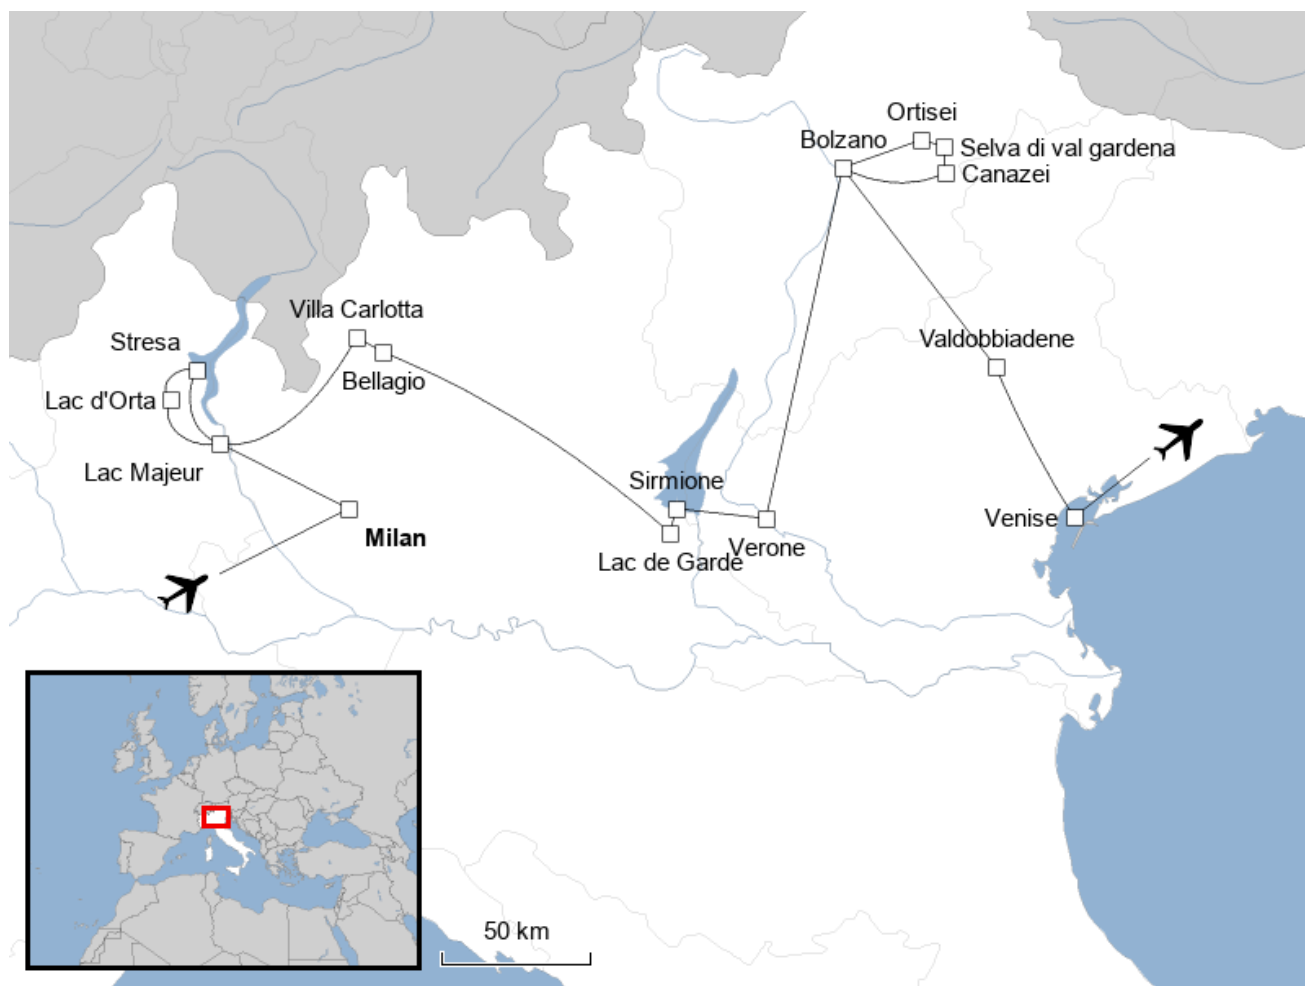 Ortisei
Bolzano
Selva di val gardena
Canazei
Villa Carlotta
Stresa
Valdobbiadene
Bellagio
Lac d'Orta
Lac Majeur
Sirmione
Milan
Venise
Verone
Lac de Garde
50 km